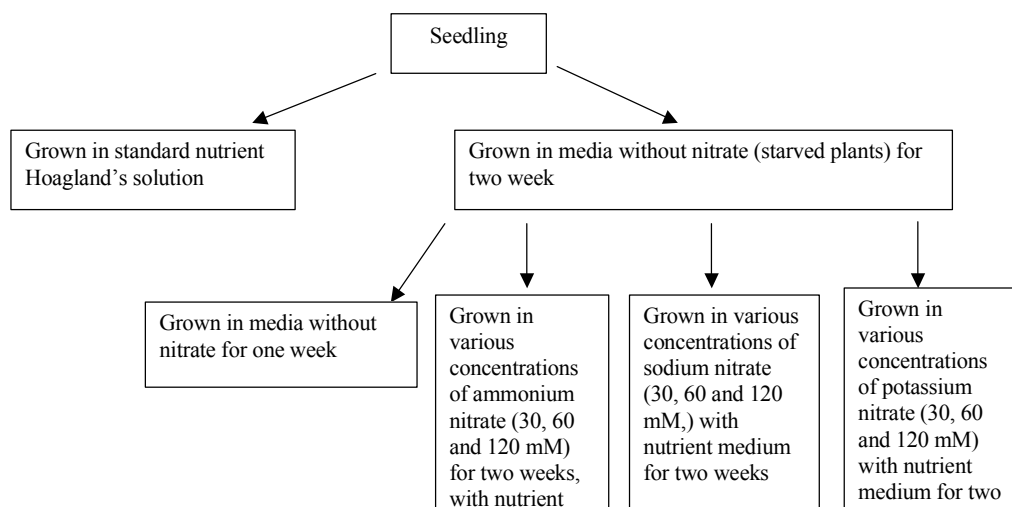 Seedling
Grown in standard nutrient
Hoagland’s solution
Grown in media without nitrate (starved plants) for
two week
Grown in media without
nitrate for one week
Grown in
various
concentrations
of ammonium
nitrate (30, 60
and 120 mM)
for two weeks,
with nutrient
Grown in various
concentrations of
sodium nitrate
(30, 60 and 120
mM,) with
nutrient medium
for two weeks
Grown in
various
concentrations
of potassium
nitrate (30, 60
and 120 mM)
with nutrient
medium for two